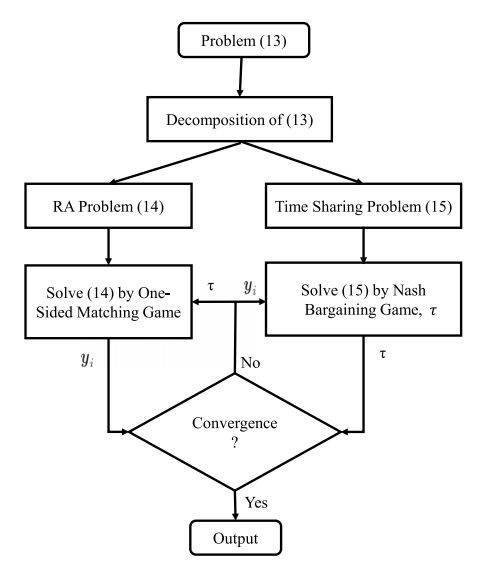 Problem (13)
Decomposition of (13)
RA Problem (14)
Time Sharing Problem (15)
Solve (14) by One-
Sided Matching Game
τ
y_i
Solve (15) by Nash
Bargaining Game, τ
y_i
τ
No
Convergence
?
Yes
Output